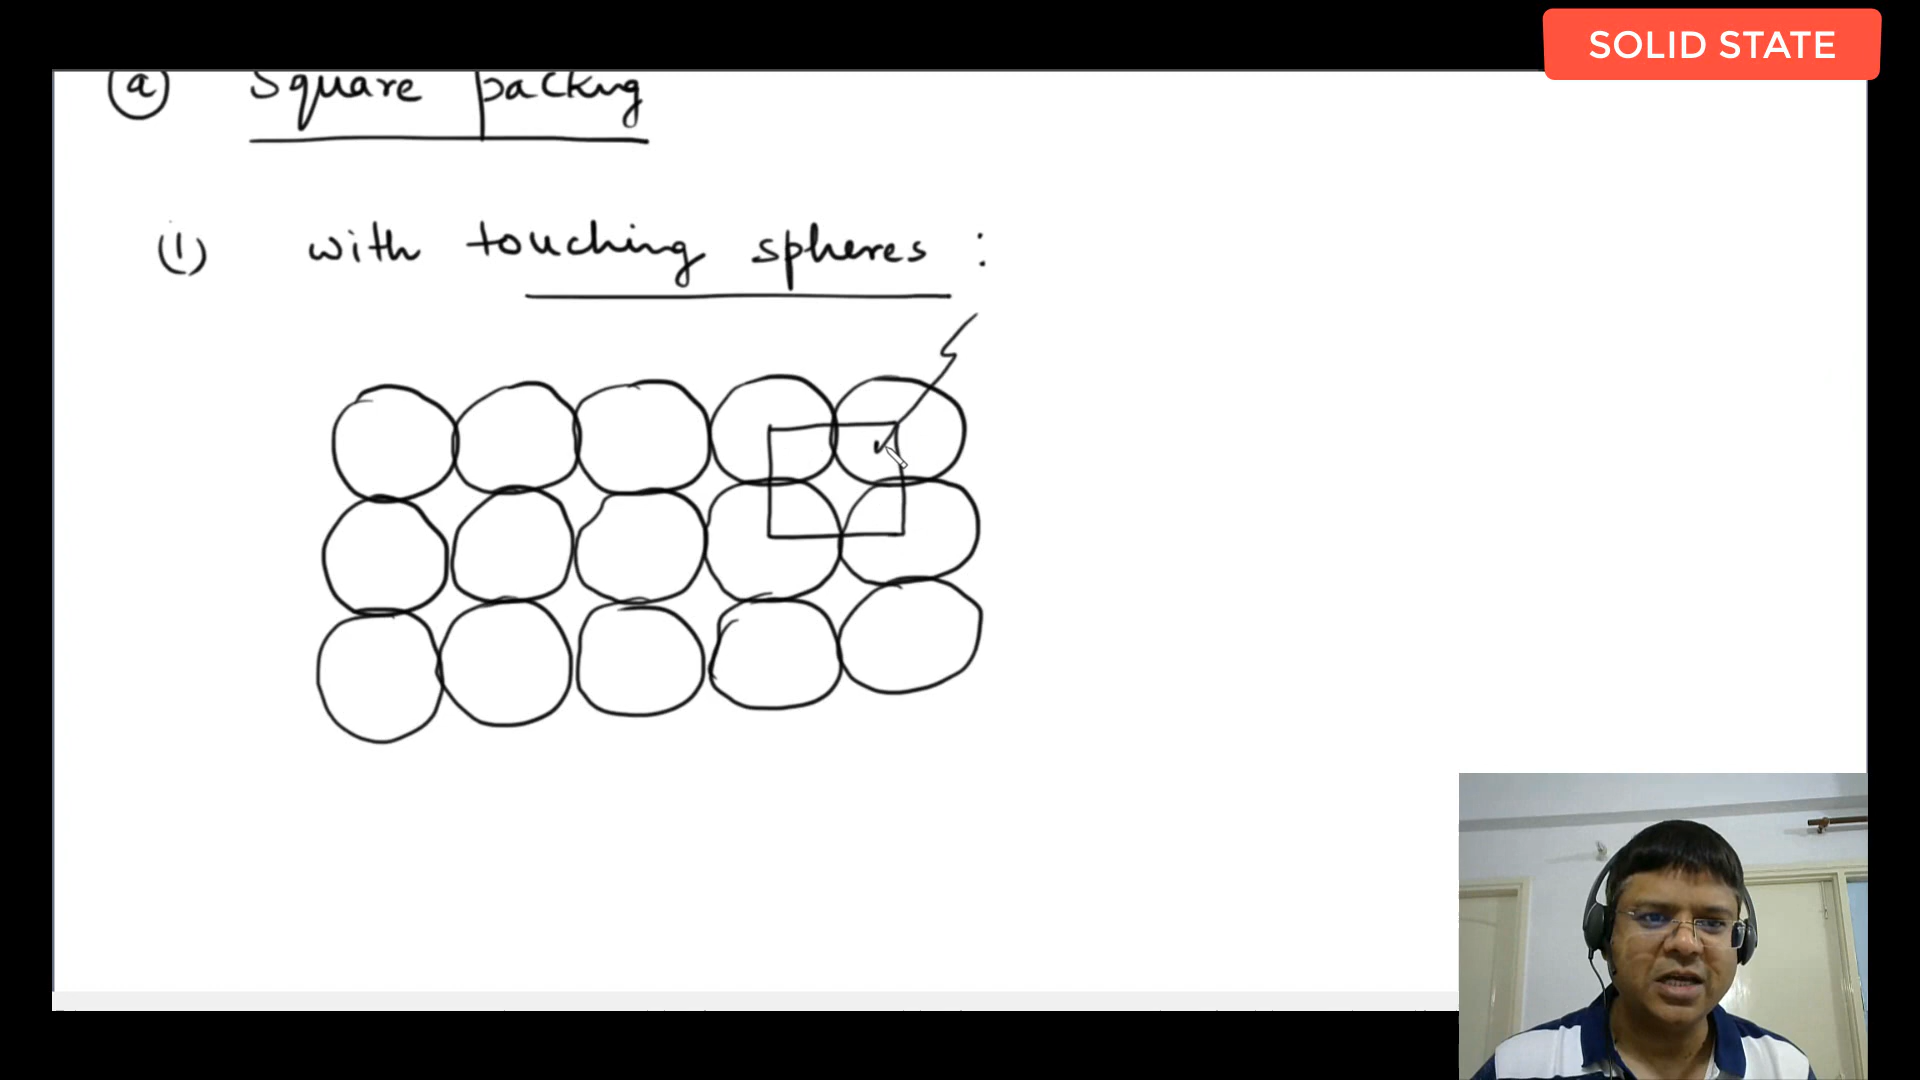 SOLID STATE
(a) Square packing
(1) with touching spheres :